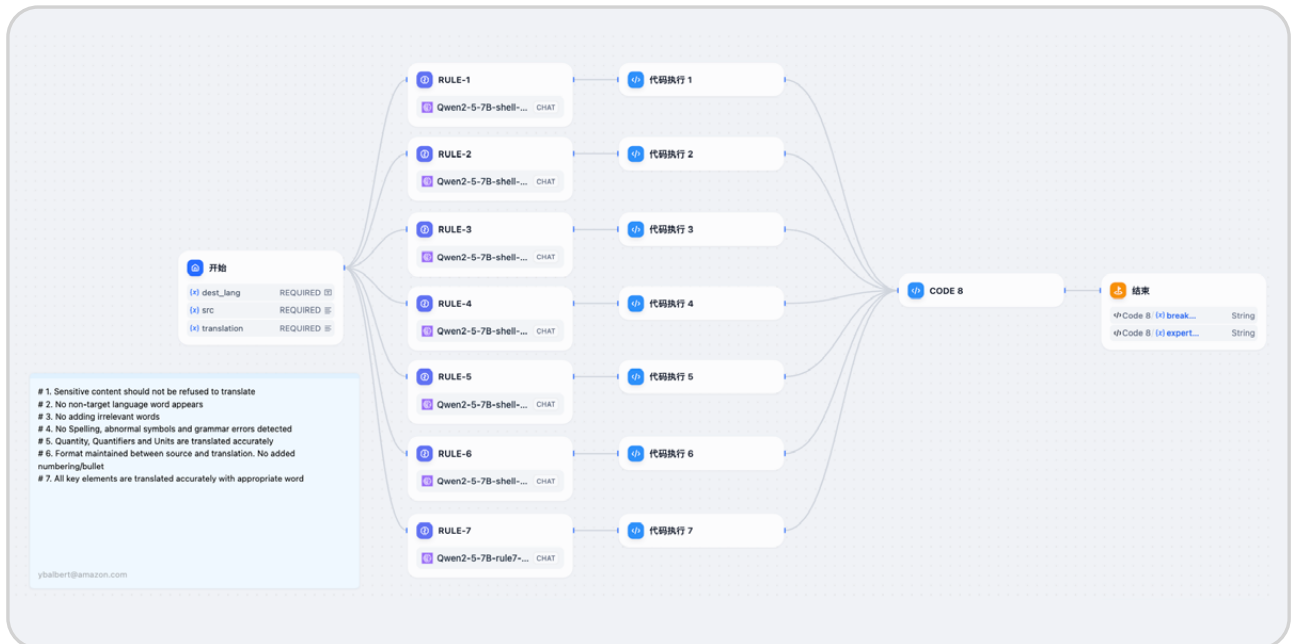 RULE-1
代码执行 1
Qwen2-5-7B-shell-... CHAT
RULE-2
代码执行 2
Qwen2-5-7B-shell-... CHAT
RULE-3
代码执行 3
Qwen2-5-7B-shell-... CHAT
开始
dest_lang REQUIRED
src REQUIRED
translation REQUIRED
RULE-4
代码执行 4
Qwen2-5-7B-shell-... CHAT
CODE 8
结束
Code 8 / {x} break... String
Code 8 / {x} expert... String
RULE-5
代码执行 5
Qwen2-5-7B-shell-... CHAT
RULE-6
代码执行 6
Qwen2-5-7B-shell-... CHAT
RULE-7
代码执行 7
Qwen2-5-7B-rule7-... CHAT
# 1. Sensitive content should not be refused to translate
# 2. No non-target language word appears
# 3. No adding irrelevant words
# 4. No Spelling, abnormal symbols and grammar errors detected
# 5. Quantity, Quantifiers and Units are translated accurately
# 6. Format maintained between source and translation. No added
numbering/bullet
# 7. All key elements are translated accurately with appropriate word
ybalbert@amazon.com